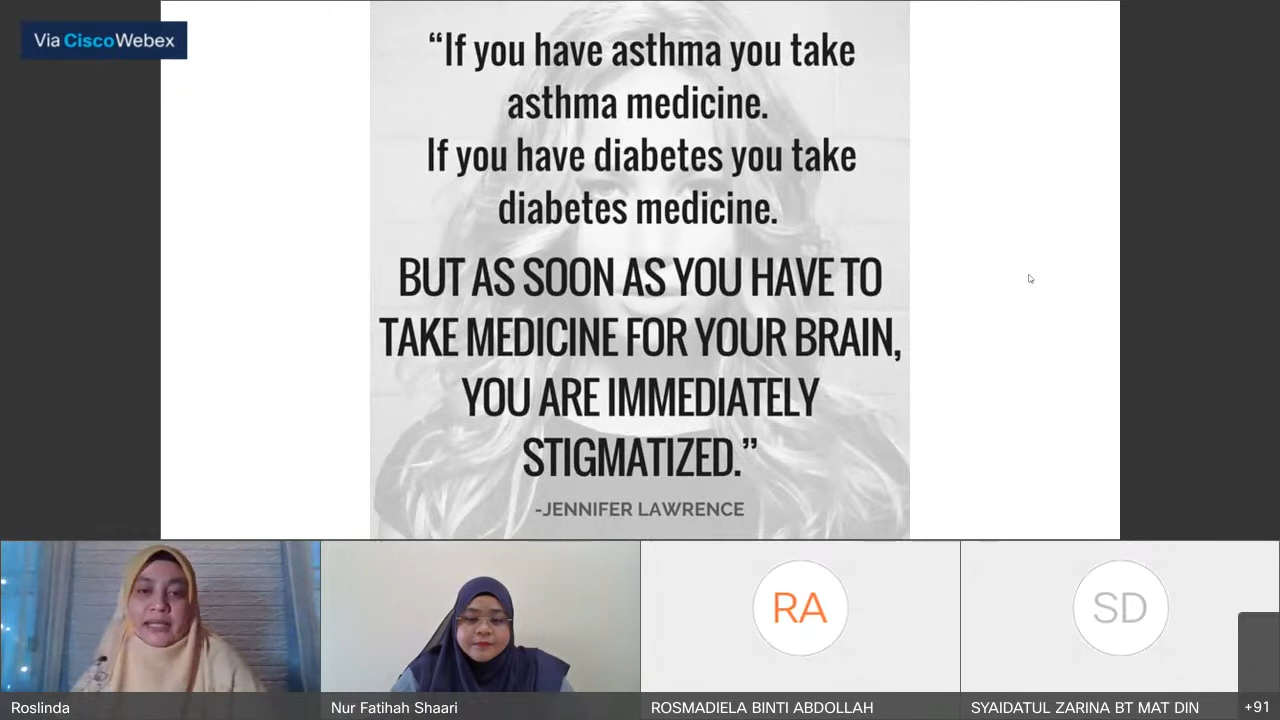 Via CiscoWebex
“If you have asthma you take
asthma medicine.
If you have diabetes you take
diabetes medicine.
BUT AS SOON AS YOU HAVE TO
TAKE MEDICINE FOR YOUR BRAIN,
YOU ARE IMMEDIATELY
STIGMATIZED.”
-JENNIFER LAWRENCE
RA
SD
Roslinda
Nur Fatihah Shaari
ROSMADIELA BINTI ABDOLLAH
SYAIDATUL ZARINA BT MAT DIN
+91